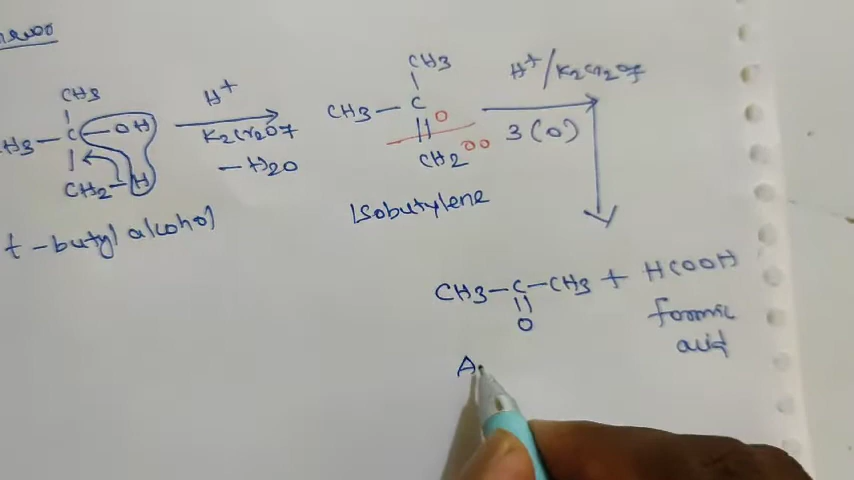 CH3
CH3
H+
H+/K2Cr2O7
CH3-C-OH
CH3-C
O
K2Cr2O7
3 (O)
-H2O
CH2
OO
CH2-H
Isobutylene
t-butyl alcohol
CH3-C-CH3 + HCOOH
O
formic
acid
A